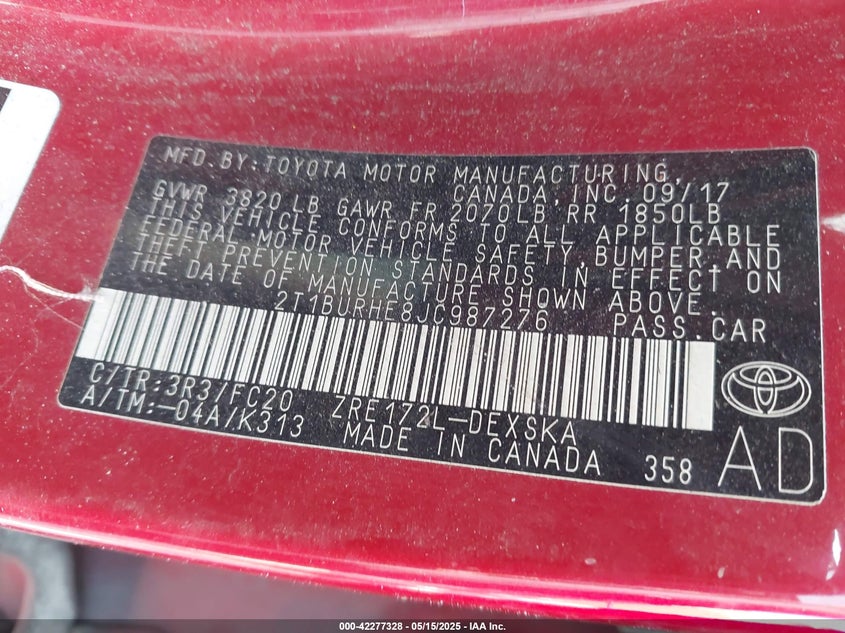 MFD. BY: TOYOTA MOTOR MANUFACTURING,
CANADA, INC. 09/17
GVWR 3820 LB GAWR FR 2070LB RR 1850LB
THIS VEHICLE CONFORMS TO ALL APPLICABLE
FEDERAL MOTOR VEHICLE SAFETY, BUMPER, AND
THEFT PREVENTION STANDARDS IN EFFECT ON
THE DATE OF MANUFACTURE SHOWN ABOVE.
2T1BURHE8JC987276 PASS. CAR
C/TR: 3R3/FC20 ZRE172L-DEXSKA
A/TM: -04A/K313 MADE IN CANADA 358
AD
000-42277328 - 05/15/2025 - IAA Inc.